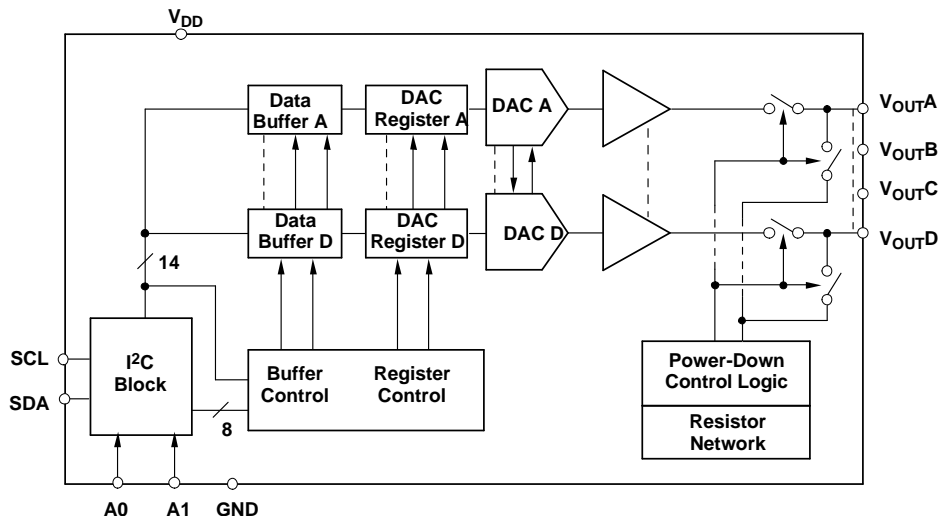 VDD
Data
Buffer A
DAC
Register A
DAC A
VOUTA
VOUTB
VOUTC
VOUTD
Data
Buffer D
DAC
Register D
DAC D
14
SCL
SDA
I2C
Block
Buffer
Control
Register
Control
8
Power-Down
Control Logic
Resistor
Network
A0 A1 GND